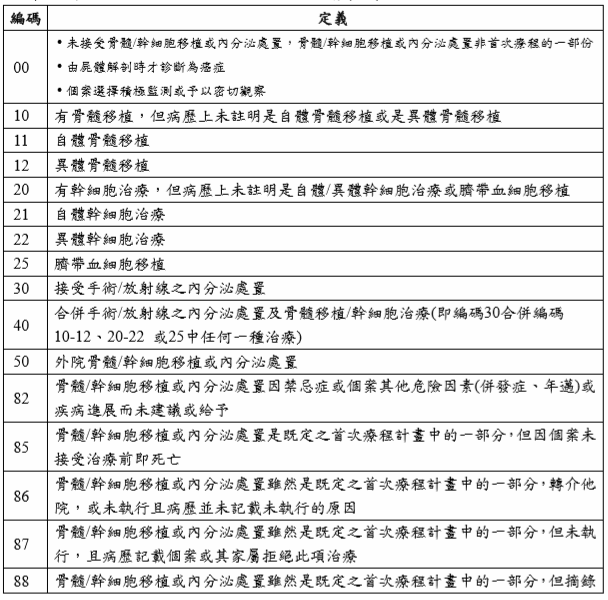 編碼 定義
00
•未接受骨髓/幹細胞移植或內分泌處置，骨髓/幹細胞移植或內分泌處置非首次療程的一部份
•由屍體解剖時才診斷為癌症
•個案選擇積極監測或予以密切觀察
10 有骨髓移植，但病歷上未註明是自體骨髓移植或是異體骨髓移植
11 自體骨髓移植
12 異體骨髓移植
20 有幹細胞治療，但病歷上未註明是自體/異體幹細胞治療或臍帶血細胞移植
21 自體幹細胞治療
22 異體幹細胞治療
25 臍帶血細胞移植
30 接受手術/放射線之內分泌處置
40 合併手術/放射線之內分泌處置及骨髓移植/幹細胞治療(即編碼30合併編碼
10-12、20-22 或25中任何一種治療)
50 外院骨髓/幹細胞移植或內分泌處置
82 骨髓/幹細胞移植或內分泌處置因禁忌症或個案其他危險因素(併發症、年邁)或
疾病進展而未建議或給予
85 骨髓/幹細胞移植或內分泌處置是既定之首次療程計畫中的一部分，但因個案未
接受治療前即死亡
86 骨髓/幹細胞移植或內分泌處置雖然是既定之首次療程計畫中的一部分，轉介他
院，或未執行且病歷並未記載未執行的原因
87 骨髓/幹細胞移植或內分泌處置雖然是既定之首次療程計畫中的一部分，但未執
行，且病歷記載個案或其家屬拒絕此項治療
88 骨髓/幹細胞移植或內分泌處置雖然是既定之首次療程計畫中的一部分，但摘錄